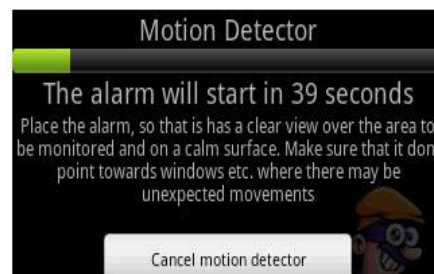 Motion Detector
The alarm will start in 39 seconds
Place the alarm, so that is has a clear view over the area to
be monitored and on a calm surface. Make sure that it don
point towards windows etc. where there may be
unexpected movements
Cancel motion detector